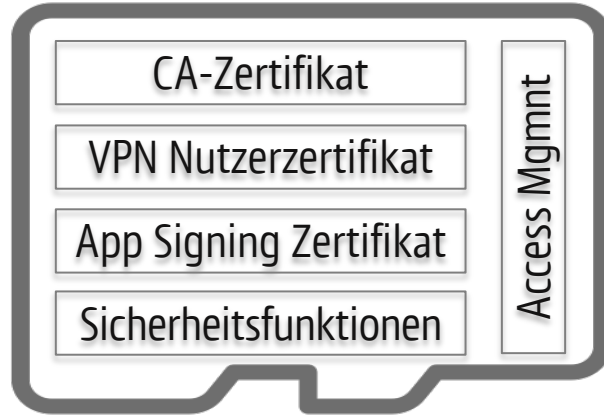 CA-Zertifikat
VPN Nutzerzertifikat
App Signing Zertifikat
Sicherheitsfunktionen
Access Mgmnt